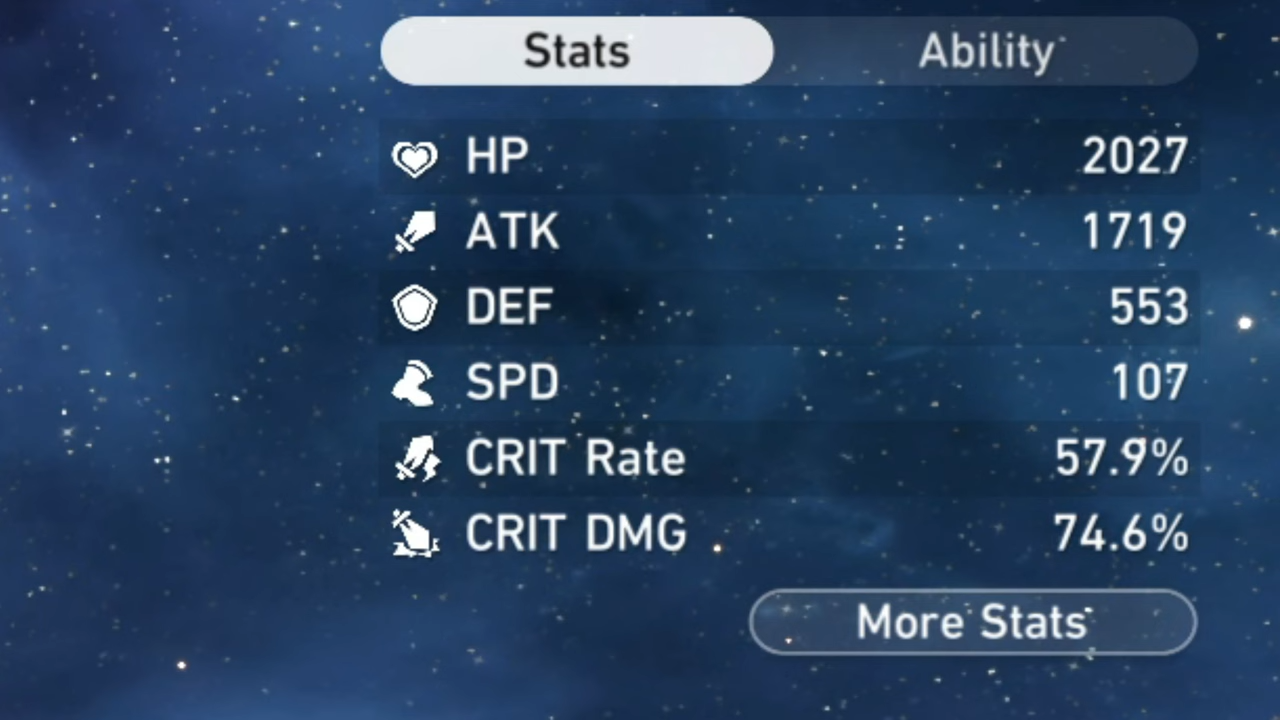 Stats Ability
HP 2027
ATK 1719
DEF 553
SPD 107
CRIT Rate 57.9%
CRIT DMG 74.6%
More Stats